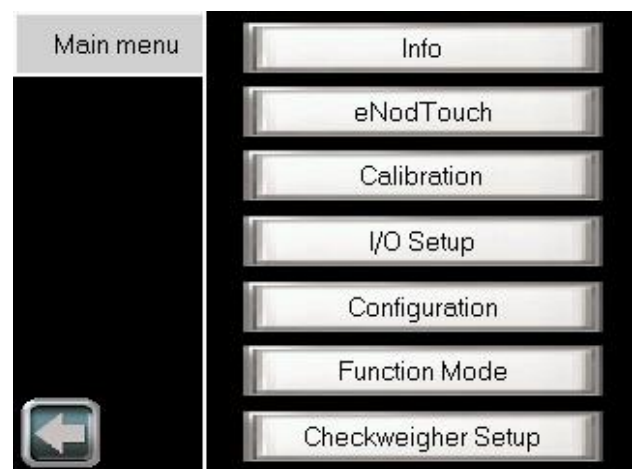 Main menu
Info
eNodTouch
Calibration
I/O Setup
Configuration
Function Mode
Checkweigher Setup